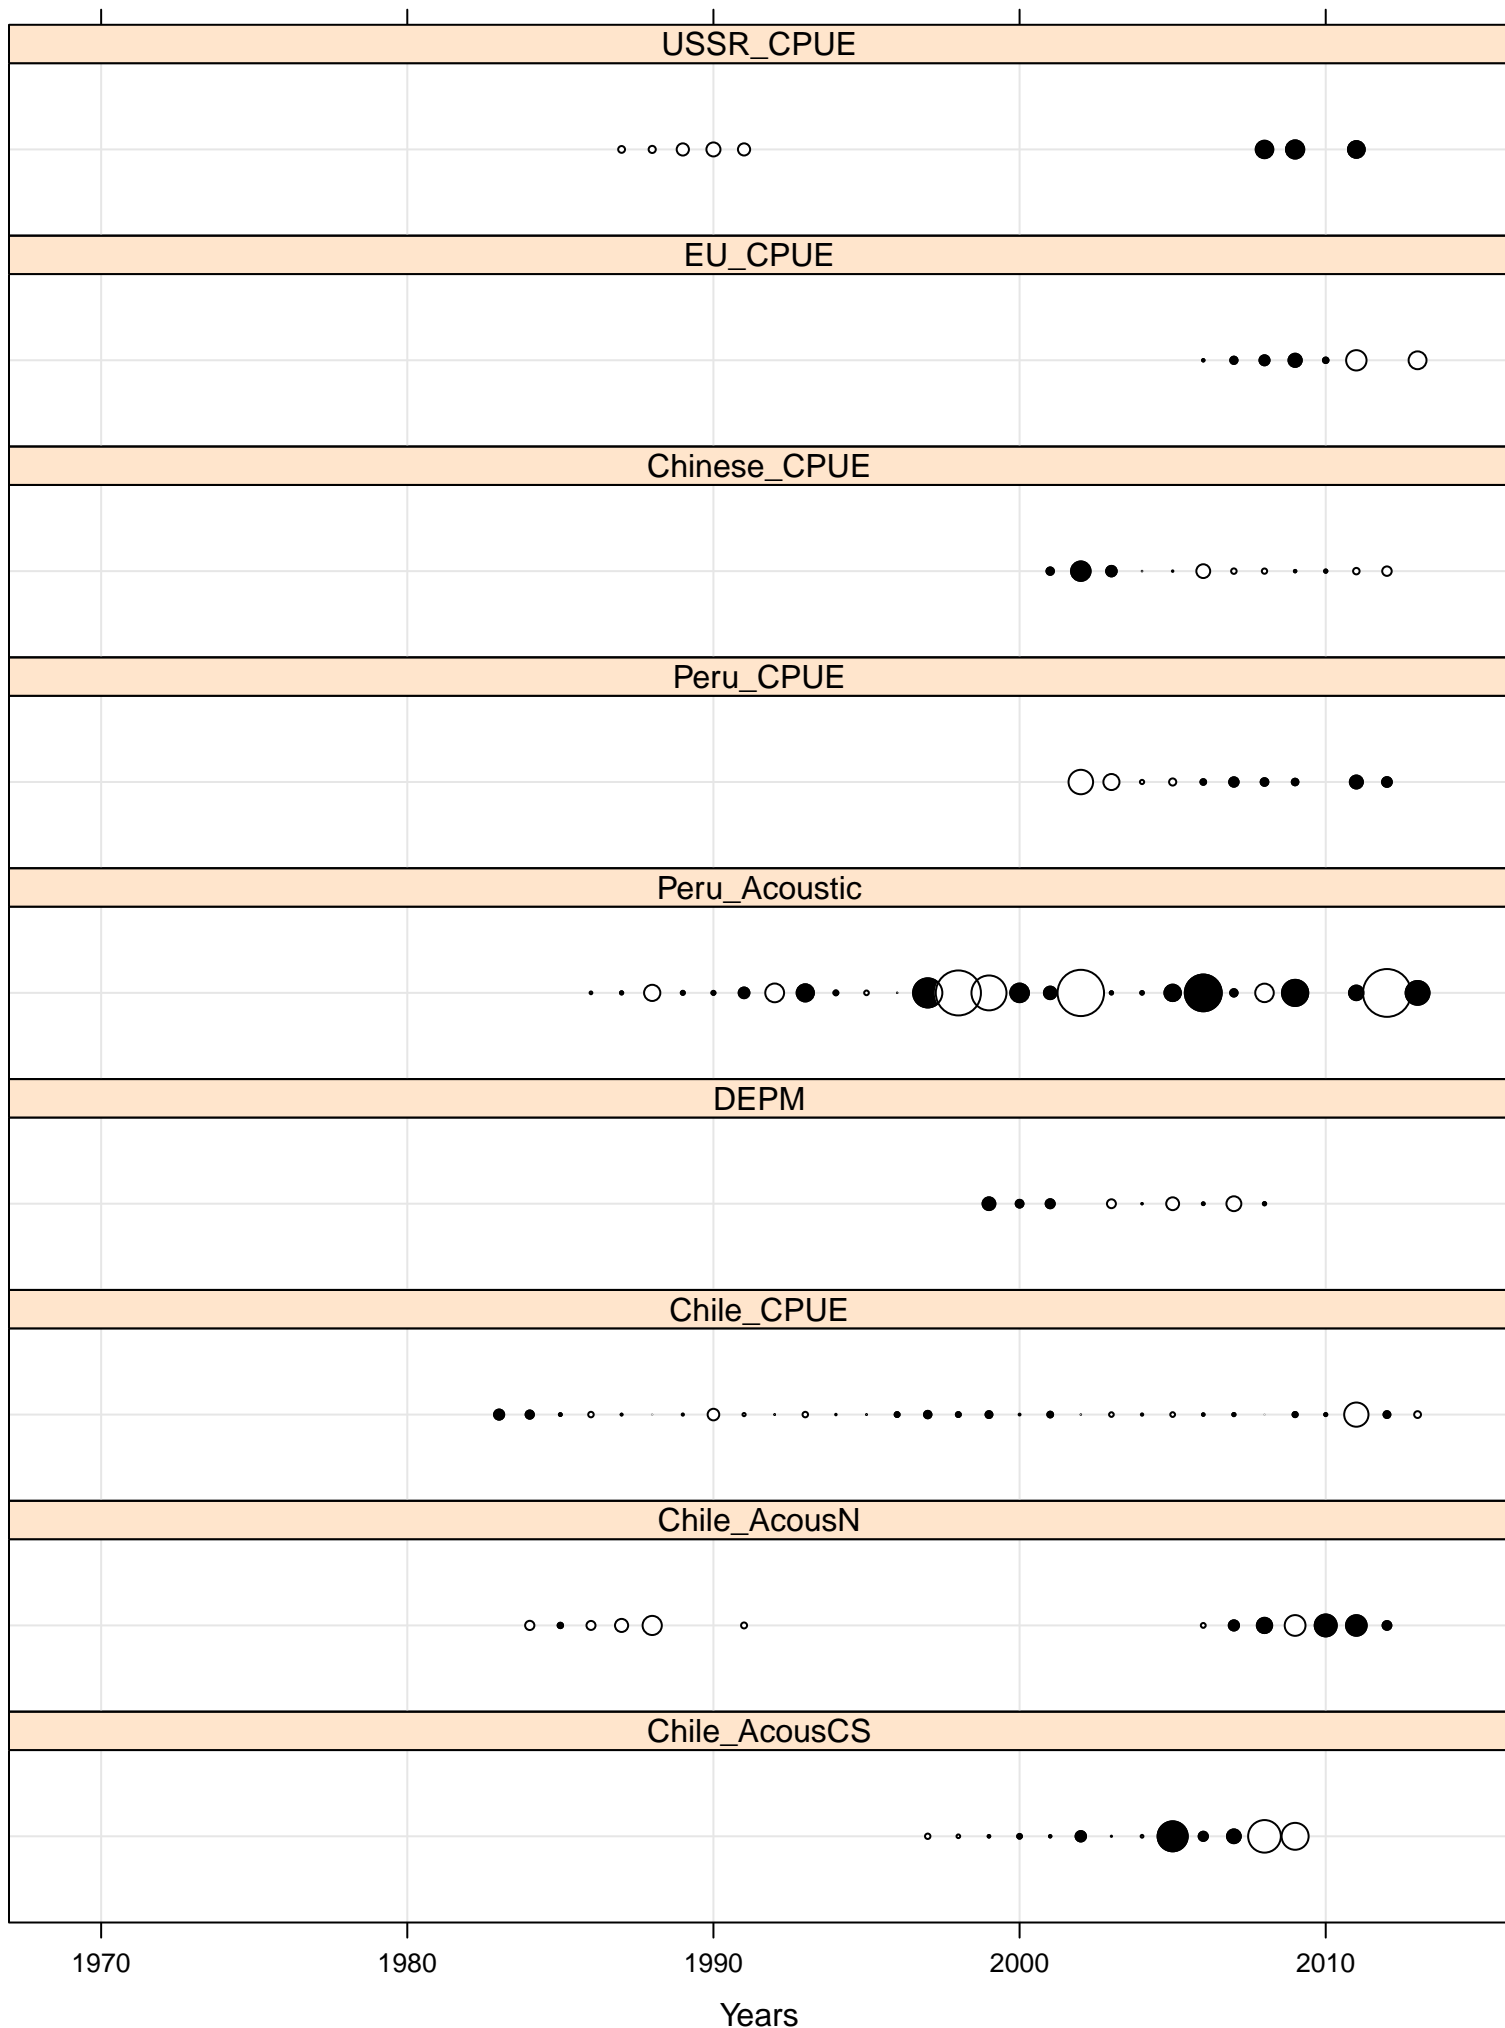 USSR_CPUE
EU_CPUE
Chinese_CPUE
Peru_CPUE
Peru_Acoustic
DEPM
Chile_CPUE
Chile_AcousN
Chile_AcousCS
1970 1980 1990 2000 2010
Years